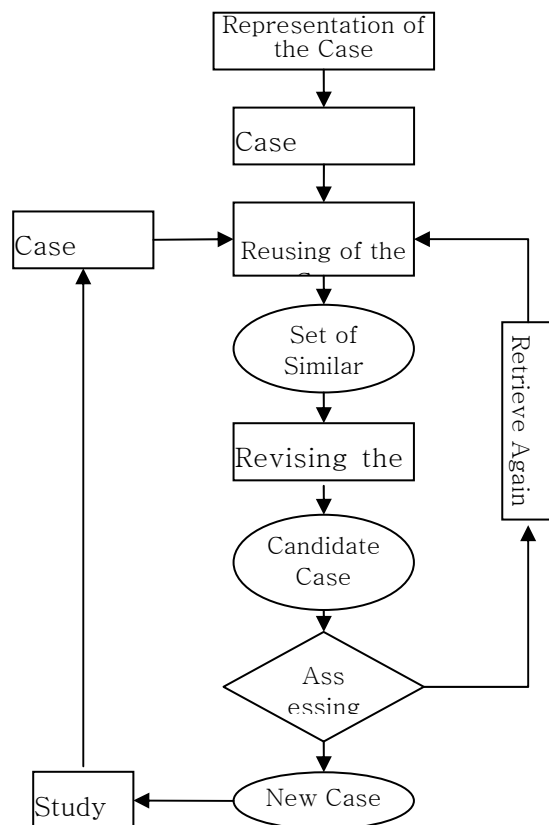 Representation of
the Case
Case
Case
Reusing of the
Set of
Similar
Retrieve Again
Revising the
Candidate
Case
Ass
essing
New Case
Study